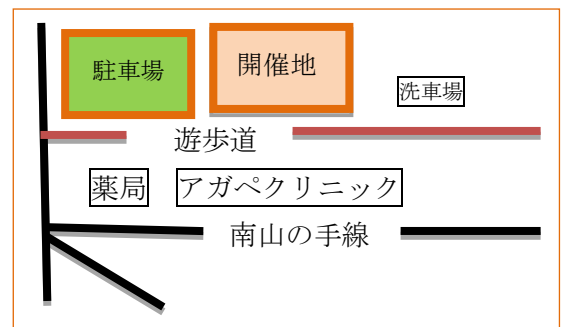 駐車場
開催地
洗車場
遊歩道
薬局
アガペクリニック
南山の手線